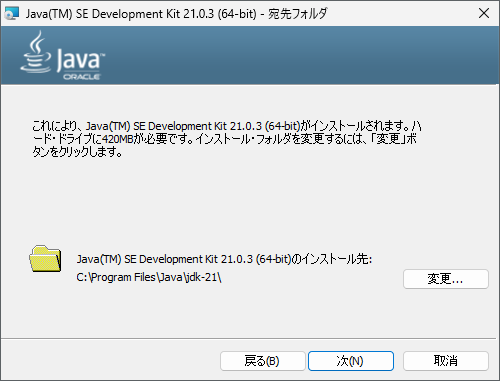 Java(TM) SE Development Kit 21.0.3 (64-bit) - 宛先フォルダ
Java
ORACLE
これにより、Java(TM) SE Development Kit 21.0.3 (64-bit)がインストールされます。ハ
ード・ドライブに420MBが必要です。インストール・フォルダを変更するには、「変更」ボ
タンをクリックします。
Java(TM) SE Development Kit 21.0.3 (64-bit)のインストール先:
C:\Program Files\Java\jdk-21\
変更...
戻る(B)
次(N)
取消